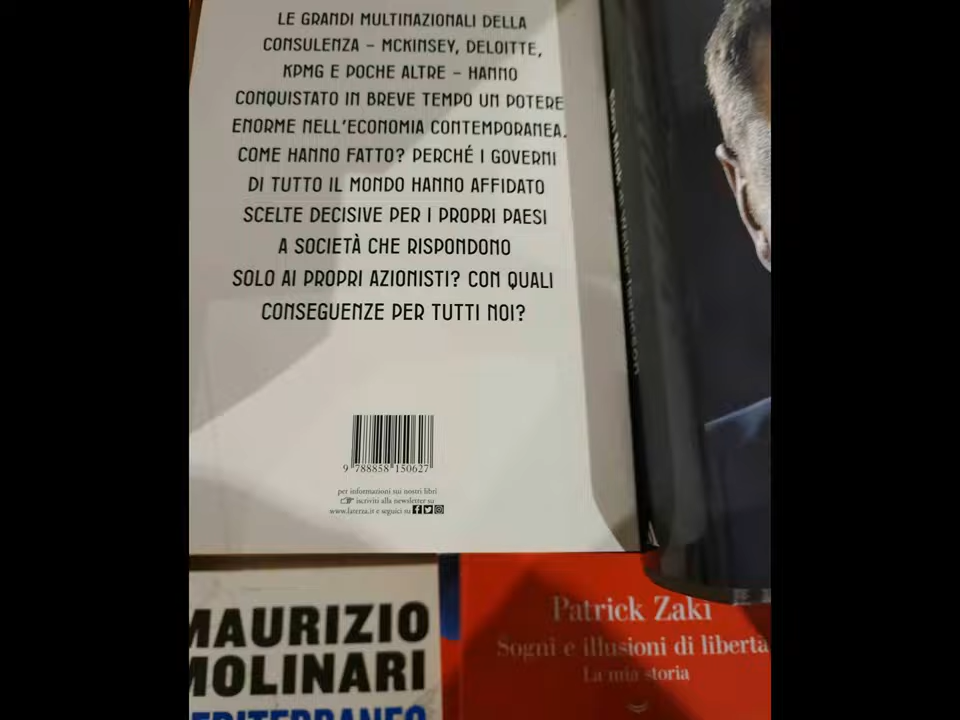 LE GRANDI MULTINAZIONALI DELLA
CONSULENZA – MCKINSEY, DELOITTE,
KPMG E POCHE ALTRE – HANNO
CONQUISTATO IN BREVE TEMPO UN POTERE
ENORME NELL'ECONOMIA CONTEMPORANEA.
COME HANNO FATTO? PERCHÉ I GOVERNI
DI TUTTO IL MONDO HANNO AFFIDATO
SCELTE DECISIVE PER I PROPRI PAESI
A SOCIETÀ CHE RISPONDONO
SOLO AI PROPRI AZIONISTI? CON QUALI
CONSEGUENZE PER TUTTI NOI?
9 788858 150627
per informazioni sui nostri libri
iscriviti alla newsletter su
www.laterza.it e seguici su
Walter Isaacson
MAURIZIO
MOLINARI
MEDITERRANEO
Patrick Zaki
Sogni e illusioni di libertà
La mia storia